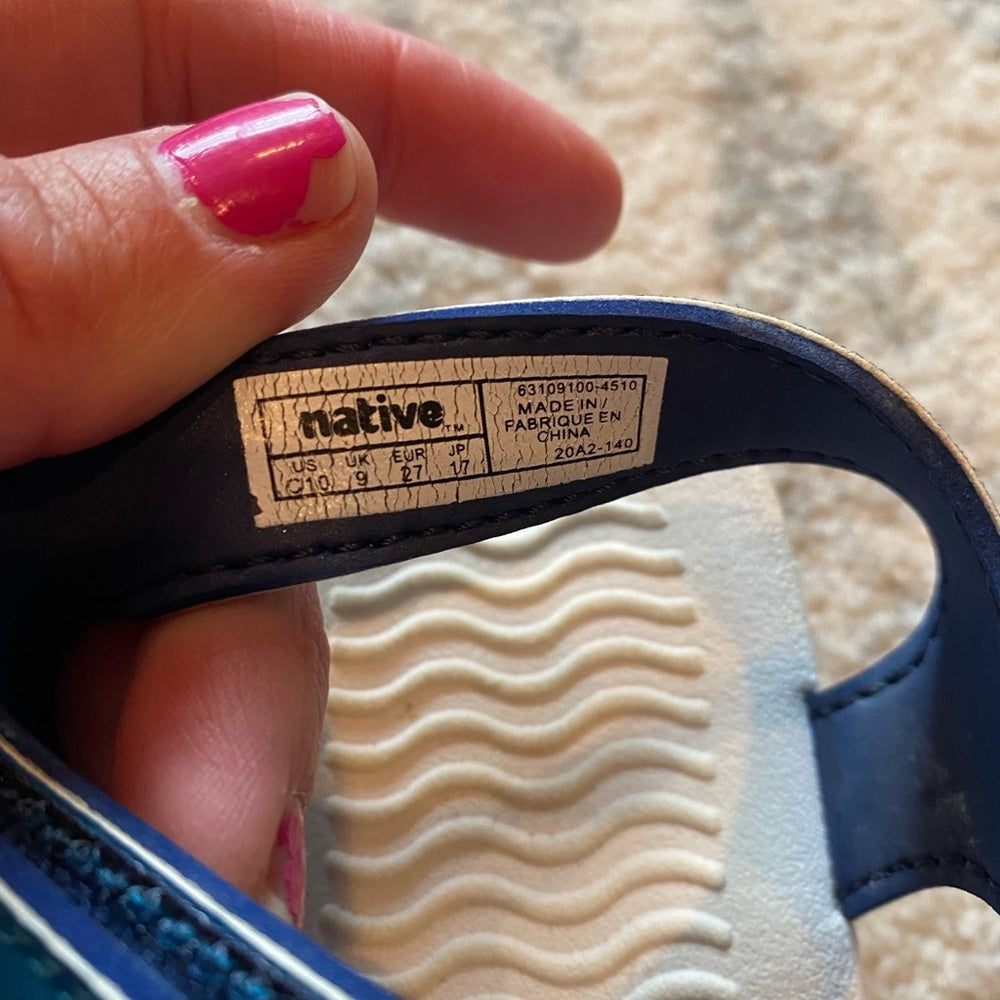 native™
US UK EUR JP
C10 9 27 17
63109100-4510
MADE IN/
FABRIQUE EN
CHINA
20A2-140